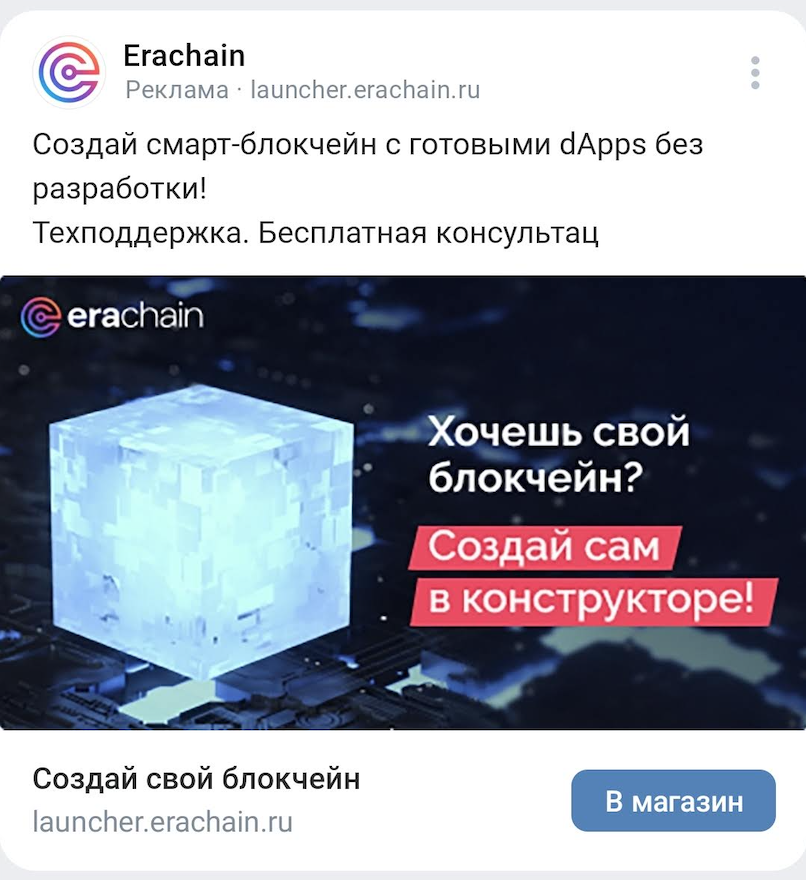 Erachain
Реклама · launcher.erachain.ru
Создай смарт-блокчейн с готовыми dApps без
разработки!
Техподдержка. Бесплатная консультац
erachain
Хочешь свой
блокчейн?
Создай сам
в конструкторе!
Создай свой блокчейн
launcher.erachain.ru
В магазин